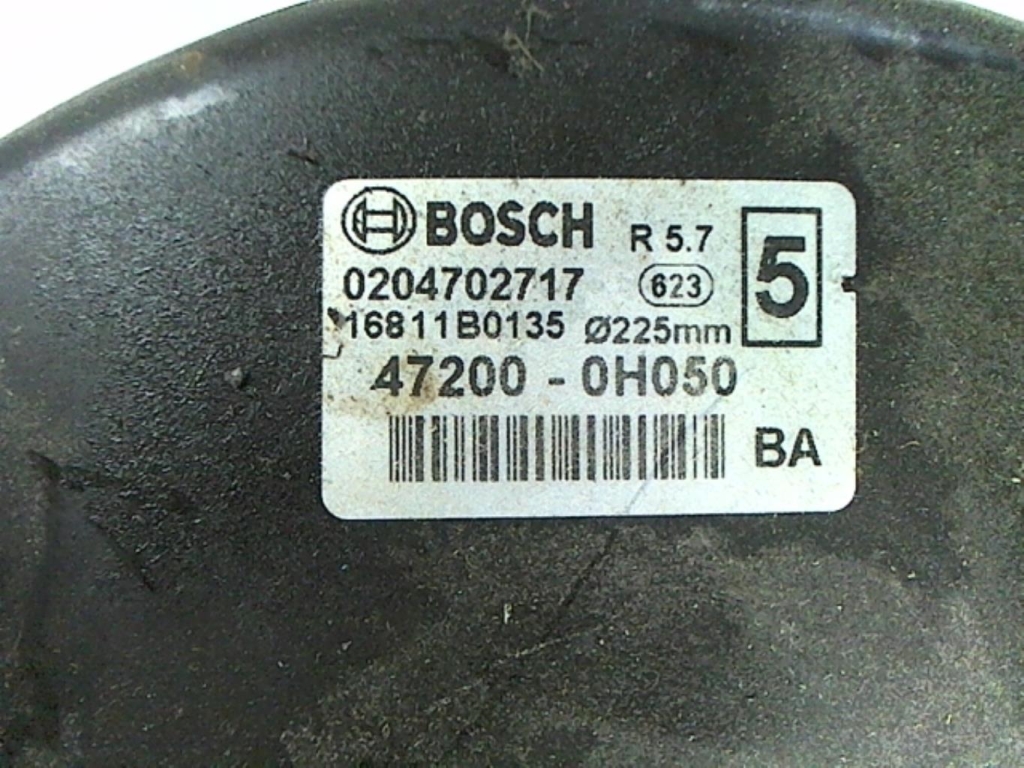 BOSCH R 5.7 5
0204702717 623
16811B0135 Ø225mm
47200 - 0H050
BA